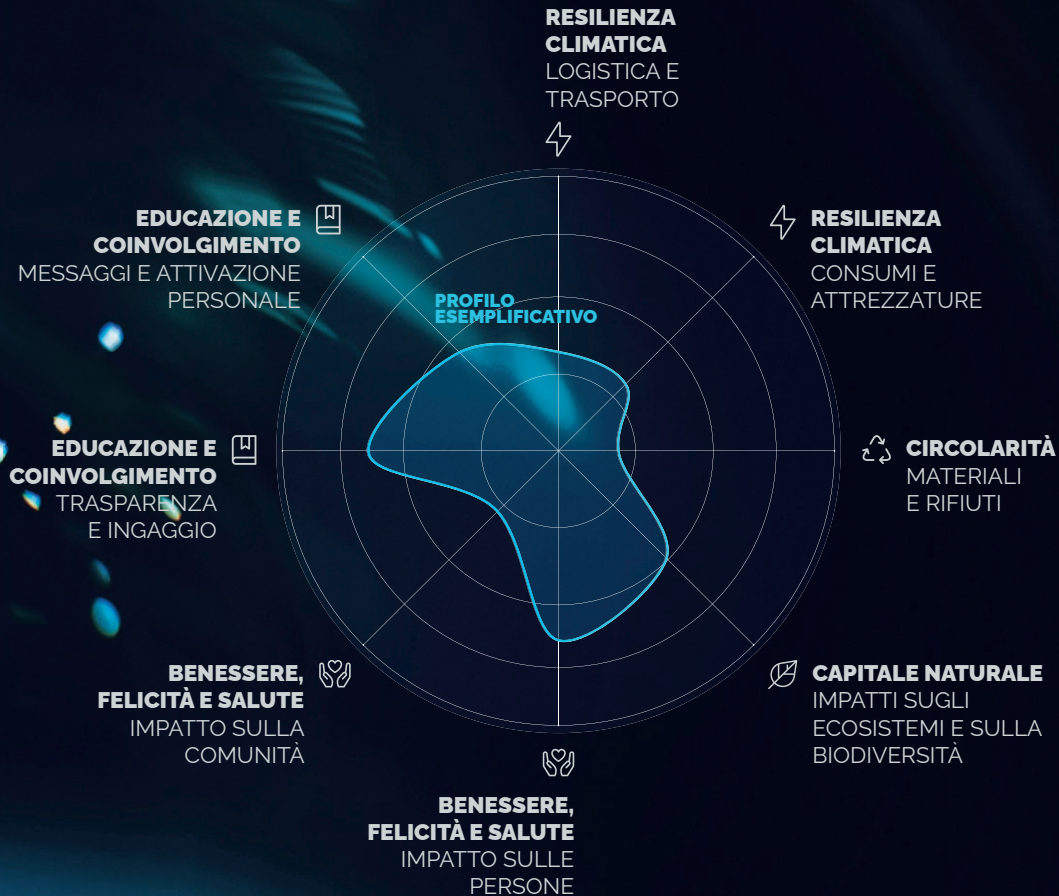 RESILIENZA
CLIMATICA
LOGISTICA E
TRASPORTO
RESILIENZA
CLIMATICA
CONSUMI E
ATTREZZATURE
CIRCOLARITÀ
MATERIALI
E RIFIUTI
CAPITALE NATURALE
IMPATTI SUGLI
ECOSISTEMI E SULLA
BIODIVERSITÀ
BENESSERE,
FELICITÀ E SALUTE
IMPATTO SULLE
PERSONE
BENESSERE,
FELICITÀ E SALUTE
IMPATTO SULLA
COMUNITÀ
EDUCAZIONE E
COINVOLGIMENTO
TRASPARENZA
E INGAGGIO
EDUCAZIONE E
COINVOLGIMENTO
MESSAGGI E ATTIVAZIONE
PERSONALE
PROFILO
ESEMPLIFICATIVO